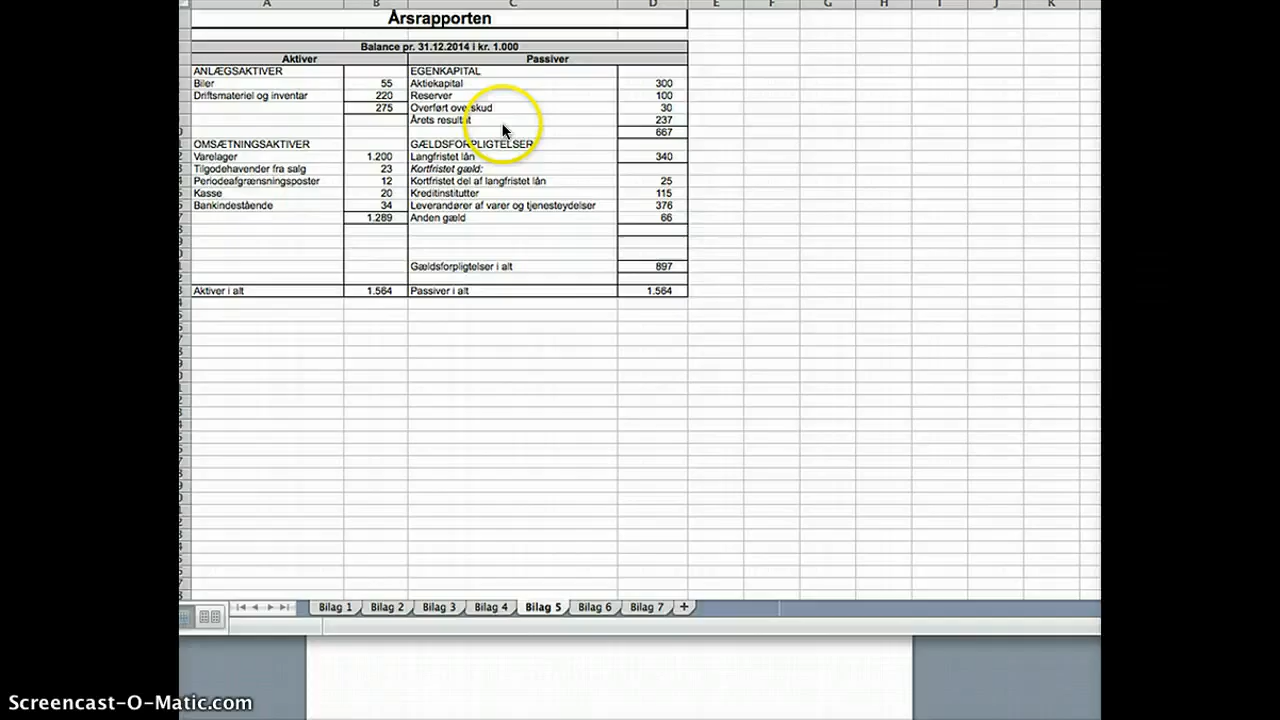 A B C D E F G H I J K
Årsrapporten
Balance pr. 31.12.2014 i kr. 1.000
Aktiver Passiver
ANLÆGSAKTIVER EGENKAPITAL
Biler 55 Aktiekapital 300
Driftsmateriel og inventar 220 Reserver 100
275 Overført overskud 30
Årets resultat 237
667
OMSÆTNINGSAKTIVER GÆLDSFORPLIGTELSER
Varelager 1.200 Langfristet lån 340
Tilgodehavender fra salg 23 Kortfristet gæld:
Periodeafgrænsningsposter 12 Kortfristet del af langfristet lån 25
Kasse 20 Kreditinstitutter 115
Bankindestående 34 Leverandører af varer og tjenesteydelser 376
1.289 Anden gæld 66
Gældsforpligtelser i alt 897
Aktiver i alt 1.564 Passiver i alt 1.564
Bilag 1 Bilag 2 Bilag 3 Bilag 4 Bilag 5 Bilag 6 Bilag 7 +
Screencast-O-Matic.com